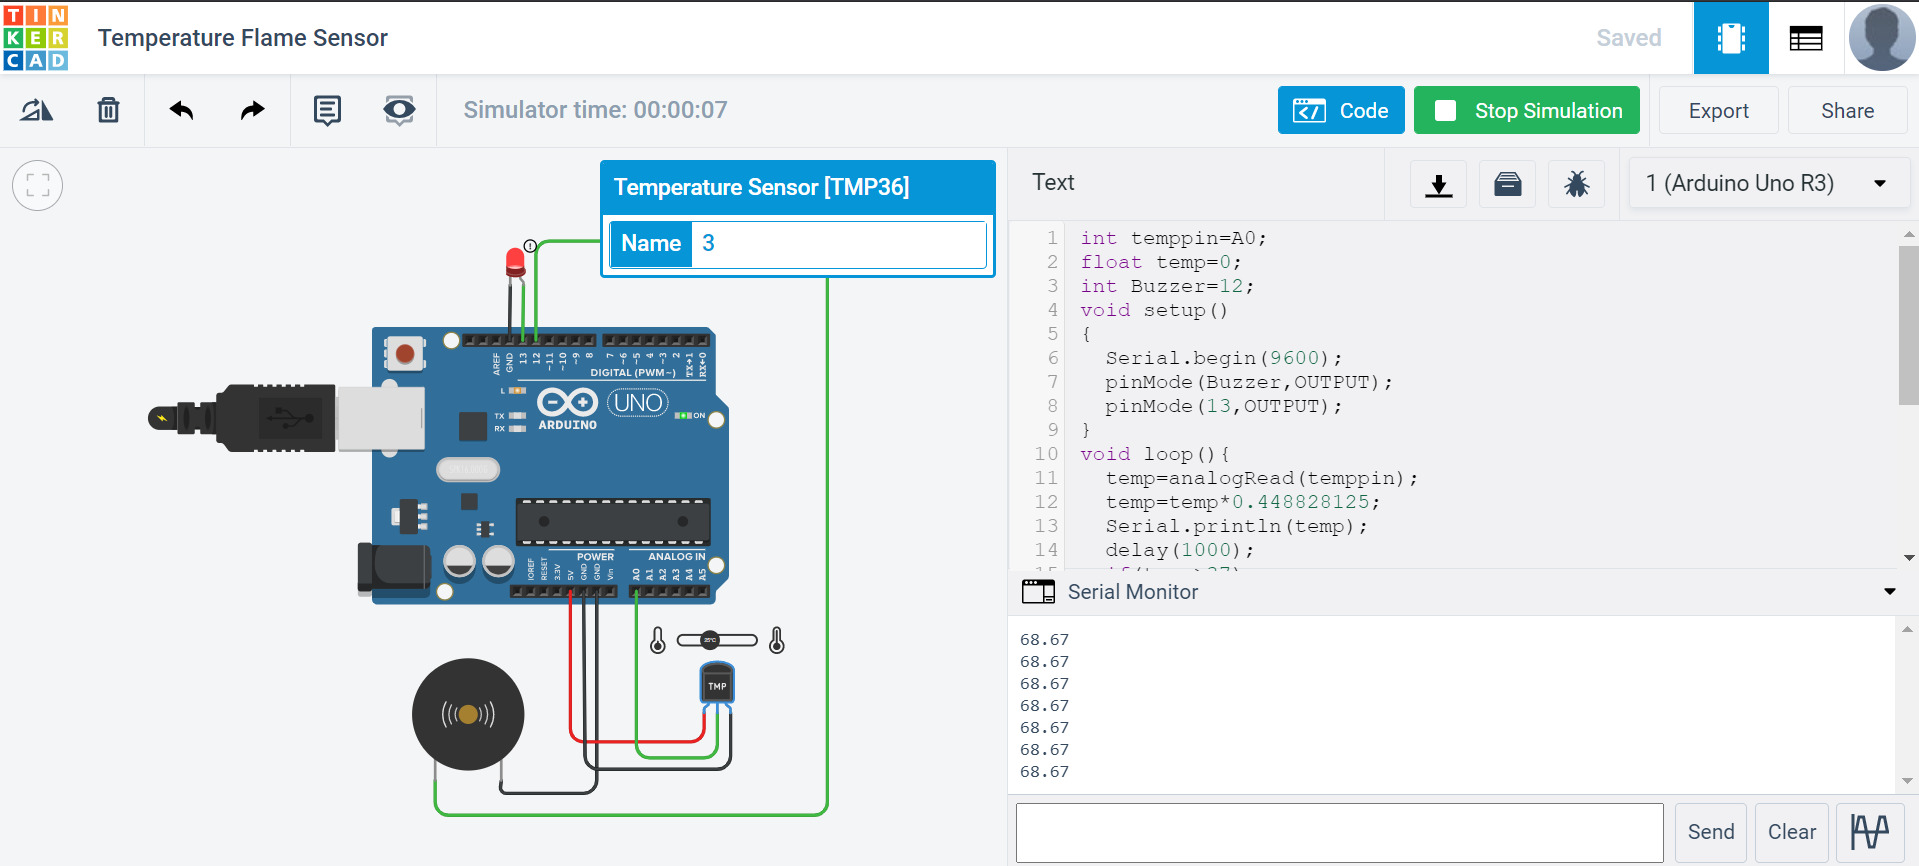 TINKERCAD
Temperature Flame Sensor
Saved
Simulator time: 00:00:07
Code
Stop Simulation
Export
Share
Temperature Sensor [TMP36]
Name
3
Text
1 (Arduino Uno R3)
1 int temppin=A0;
2 float temp=0;
3 int Buzzer=12;
4 void setup()
5 {
6 Serial.begin(9600);
7 pinMode(Buzzer,OUTPUT);
8 pinMode(13,OUTPUT);
9 }
10 void loop(){
11 temp=analogRead(temppin);
12 temp=temp*0.448828125;
13 Serial.println(temp);
14 delay(1000);
AREF
GND
13
12
~11
~10
~9
8
7
~6
~5
4
~3
2
TX→1
RX←0
DIGITAL (PWM~)
L
TX
RX
UNO
ARDUINO
ON
POWER
ANALOG IN
IOREF
RESET
3.3V
5V
GND
GND
Vin
A0
A1
A2
A3
A4
A5
25°C
TMP
Serial Monitor
68.67
68.67
68.67
68.67
68.67
68.67
68.67
Send
Clear